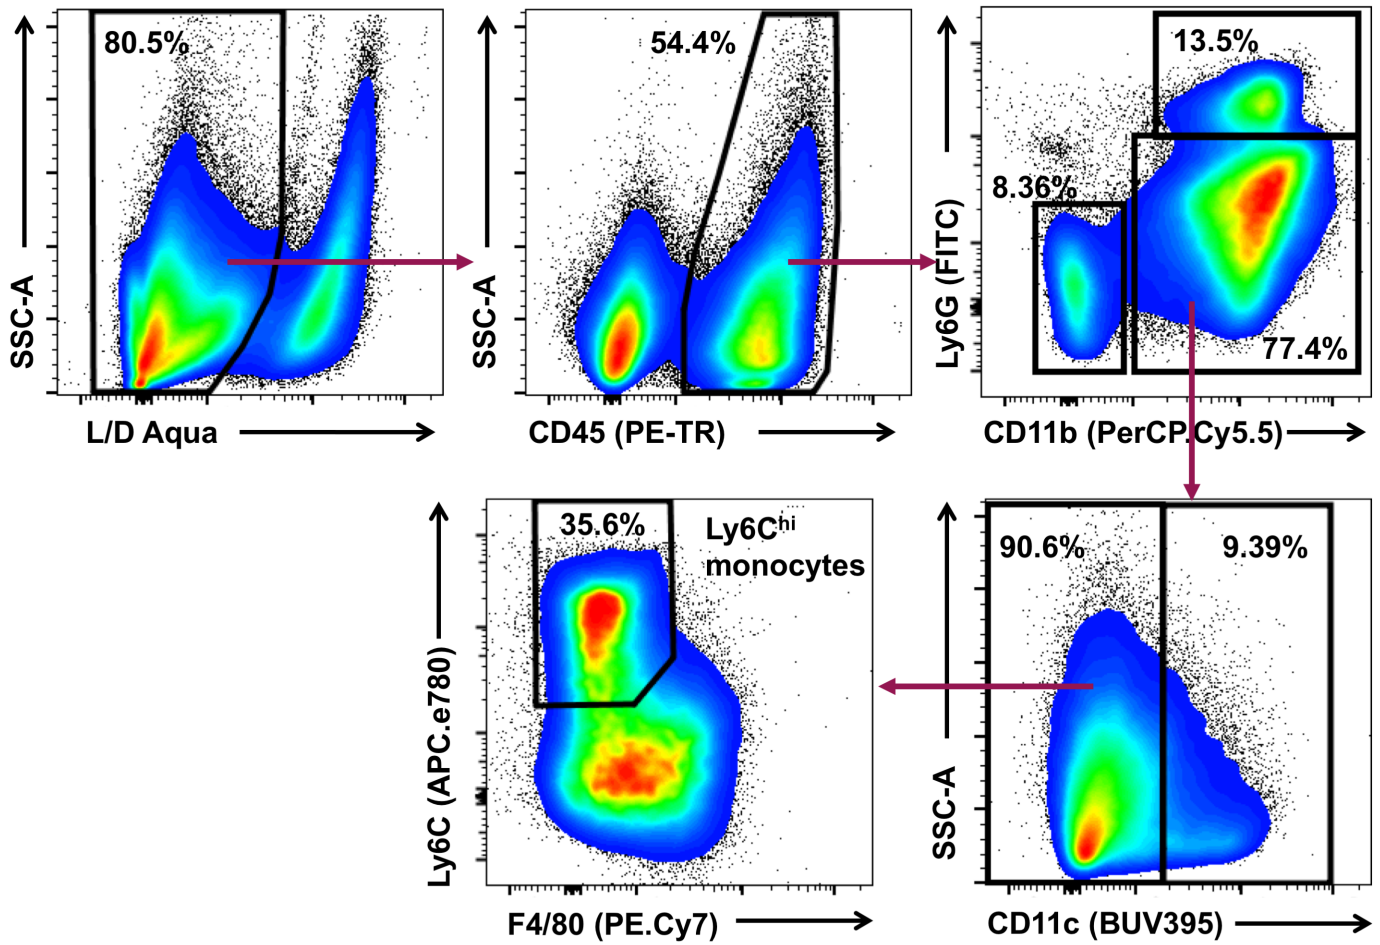 80.5%
SSC-A
L/D Aqua
54.4%
SSC-A
CD45 (PE-TR)
13.5%
8.36%
77.4%
Ly6G (FITC)
CD11b (PerCP.Cy5.5)
35.6%
Ly6Chi
monocytes
Ly6C (APC.e780)
F4/80 (PE.Cy7)
90.6%
9.39%
SSC-A
CD11c (BUV395)